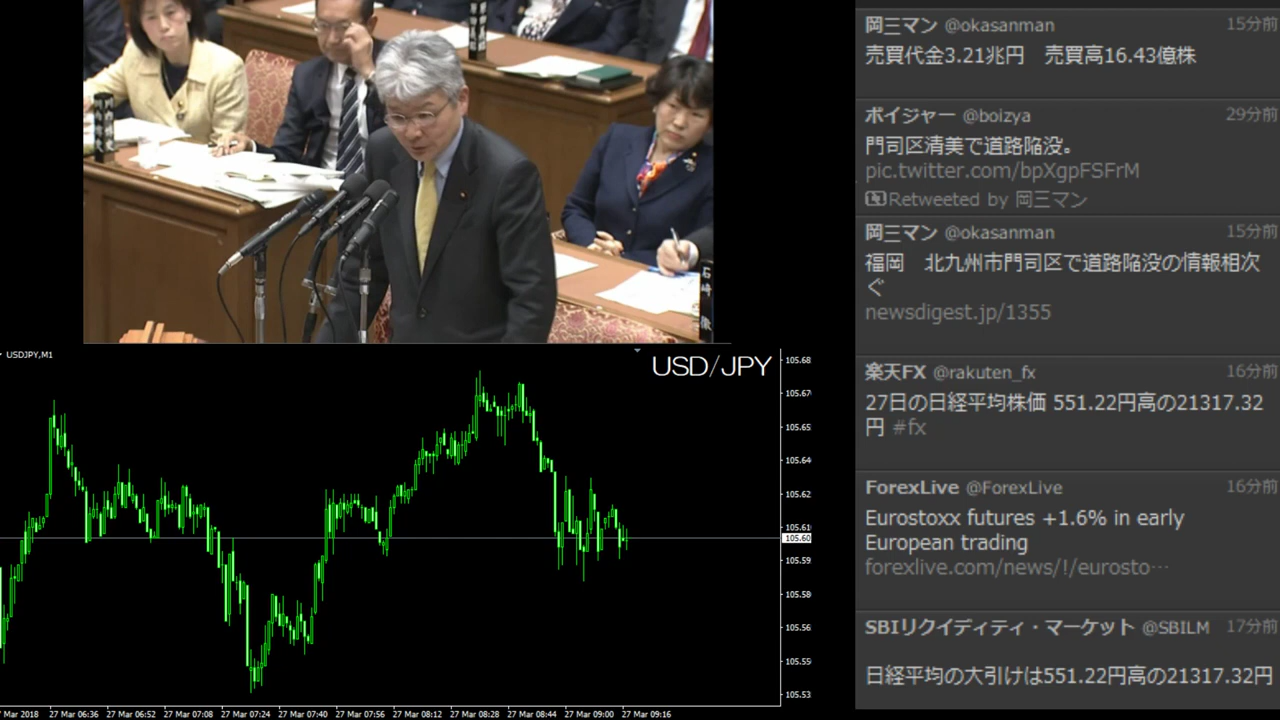 岡三マン @okasanman 15分前
売買代金3.21兆円　売買高16.43億株
ボイジャー @boizya 29分前
門司区清美で道路陥没。
pic.twitter.com/bpXgpFSFrM
Retweeted by 岡三マン
岡三マン @okasanman 15分前
福岡　北九州市門司区で道路陥没の情報相次
ぐ
newsdigest.jp/1355
楽天FX @rakuten_fx 16分前
27日の日経平均株価 551.22円高の21317.32
円 #fx
ForexLive @ForexLive 16分前
Eurostoxx futures +1.6% in early
European trading
forexlive.com/news/!/eurosto…
SBIリクイディティ・マーケット @SBILM 17分前
日経平均の大引けは551.22円高の21317.32円
USDJPY,M1
USD/JPY
105.68
105.67
105.65
105.64
105.62
105.61
105.60
105.59
105.58
105.56
105.55
105.53
Mar 2018 27 Mar 06:36 27 Mar 06:52 27 Mar 07:08 27 Mar 07:24 27 Mar 07:40 27 Mar 07:56 27 Mar 08:12 27 Mar 08:28 27 Mar 08:44 27 Mar 09:00 27 Mar 09:16